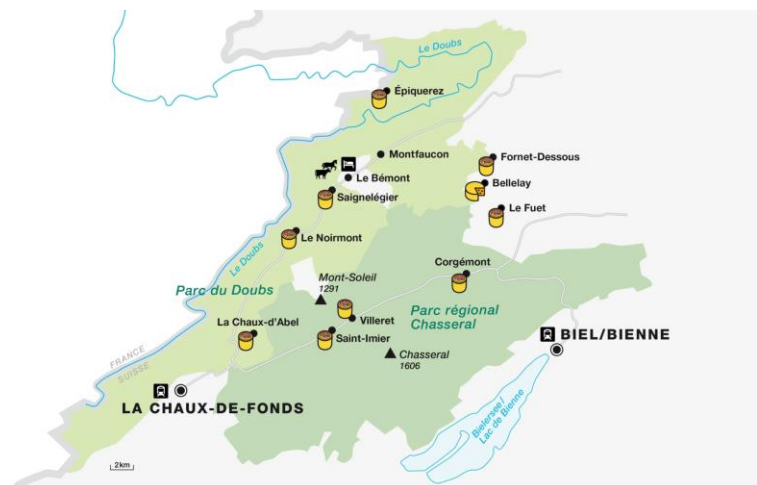 Le Doubs
Épiquerez
Montfaucon
Fornet-Dessous
Le Bémont
Bellelay
Saignelégier
Le Fuet
Le Noirmont
Le Doubs
Corgémont
Mont-Soleil
1291
Parc du Doubs
Parc régional
Chasseral
La Chaux-d'Abel
Villeret
Saint-Imier
BIEL/BIENNE
Chasseral
1606
FRANCE
SUISSE
LA CHAUX-DE-FONDS
Bielersee/
Lac de Bienne
2km